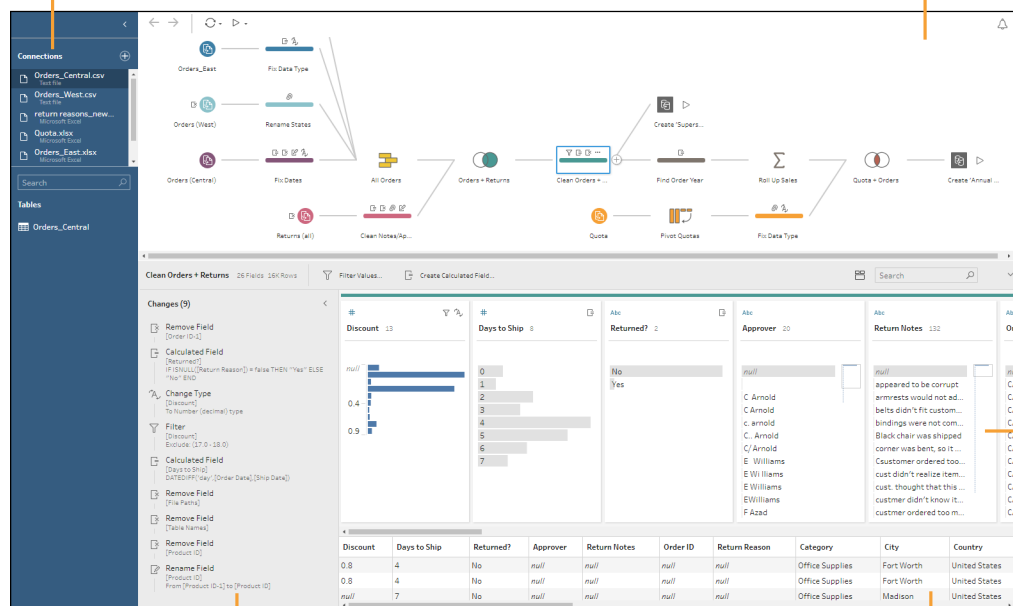 Connections
Orders_Central.csv
Text file
Orders_West.csv
Text file
return reasons_new...
Microsoft Excel
Quota.xlsx
Microsoft Excel
Orders_East.xlsx
Microsoft Excel
Search
Tables
Orders_Central
Orders_East
Fix Data Type
Orders (West)
Rename States
Create 'Supers...
Orders (Central)
Fix Dates
All Orders
Orders + Returns
Clean Orders + ...
Find Order Year
Roll Up Sales
Quota + Orders
Create 'Annual ...
Returns (all)
Clean Notes/Ap...
Quota
Pivot Quotas
Fix Data Type
Clean Orders + Returns 26 Fields 16K Rows
Filter Values...
Create Calculated Field...
Search
Changes (9)
Remove Field
[Order ID-1]
Calculated Field
[Returned?]
IF ISNULL([Return Reason]) = false THEN "Yes" ELSE
"No" END
Change Type
[Discount]
To Number (decimal) type
Filter
[Discount]
Exclude: (17.0 - 18.0)
Calculated Field
[Days to Ship]
DATEDIFF('day',[Order Date],[Ship Date])
Remove Field
[File Paths]
Remove Field
[Table Names]
Remove Field
[Product ID]
Rename Field
[Product ID]
From [Product ID-1] to [Product ID]
#
Discount 13
null
0.4
0.9
#
Days to Ship 8
0
1
2
3
4
5
6
7
Abc
Returned? 2
No
Yes
Abc
Approver 20
null
C Arnold
C Arnold
c. arnold
C.. Arnold
C/ Arnold
E Williams
E Wi lliams
E Williams
EWilliams
F Azad
Abc
Return Notes 132
null
appeared to be corrupt
armrests would not ad...
belts didn't fit custom...
bindings were not com...
Black chair was shipped
corner was bent, so it ...
Csustomer ordered too...
cust didn't realize item...
cust. thought that this ...
custmer didn't know it...
custmer ordered too m...
Discount Days to Ship Returned? Approver Return Notes Order ID Return Reason Category City Country
0.8 4 No null null null null Office Supplies Fort Worth United States
0.8 4 No null null null null Office Supplies Fort Worth United States
null 7 No null null null null Office Supplies Madison United States